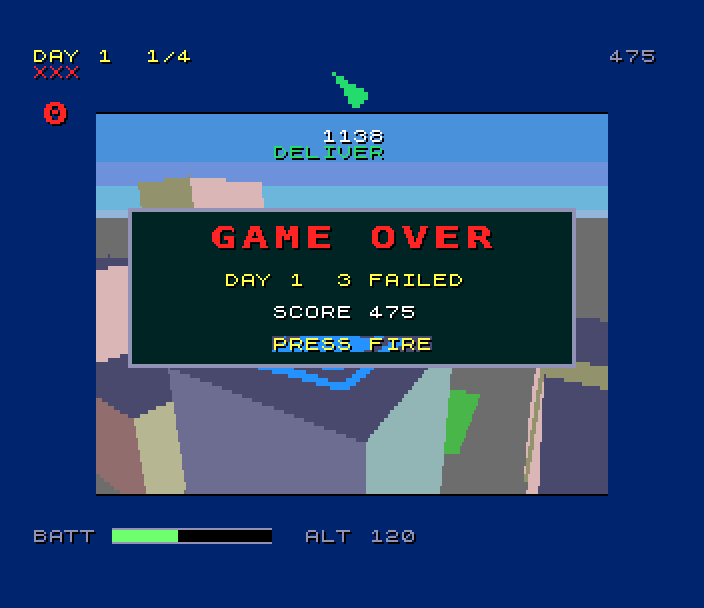 DAY 1 1/4
475
XXX
0
1138
DELIVER
GAME OVER
DAY 1 3 FAILED
SCORE 475
PRESS FIRE
BATT
ALT 120